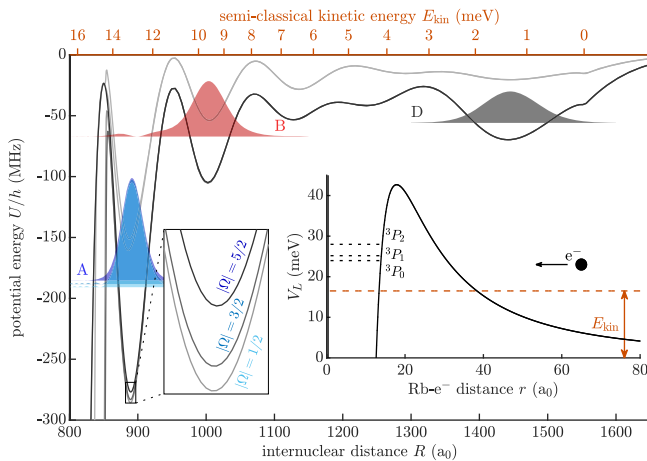 semi-classical kinetic energy E_kin (meV)
16 14 13 12 11 10 9 8 7 6 5 4 3 2 1 0
potential energy U/h (MHz)
0
-50
-100
-150
-200
-250
-300
A
B
D
|Ω| = 5/2
|Ω| = 3/2
|Ω| = 1/2
V_L (meV)
40
20
0
³P₂
³P₁
³P₀
e⁻
E_kin
0 20 40 60 80
Rb-e⁻ distance r (a₀)
800 900 1000 1100 1200 1300 1400 1500 1600
internuclear distance R (a₀)